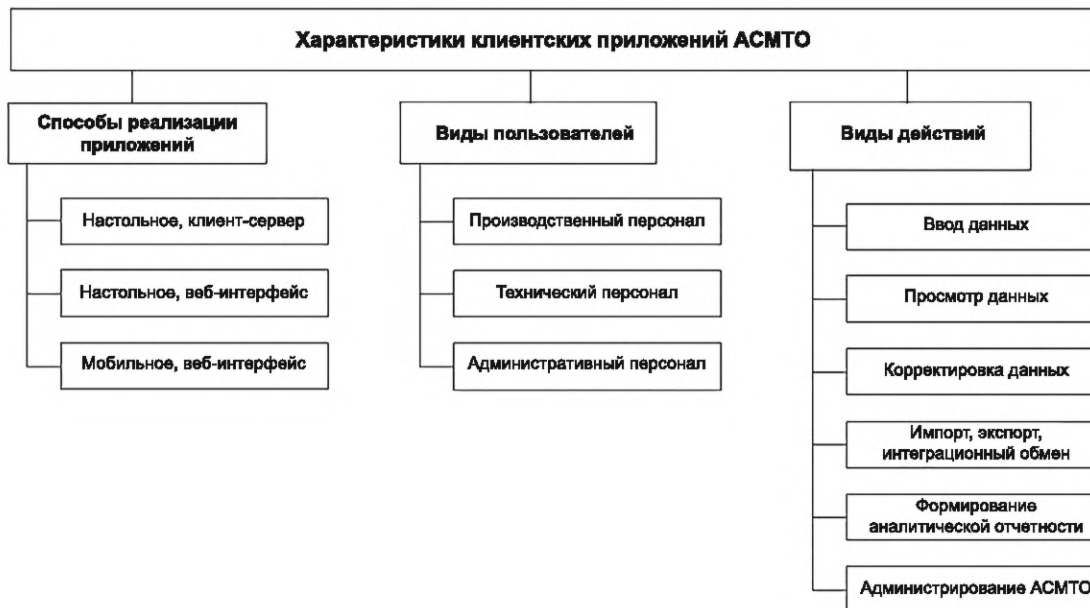 Характеристики клиентских приложений АСМТО
Способы реализации
приложений
Настольное, клиент-сервер
Настольное, веб-интерфейс
Мобильное, веб-интерфейс
Виды пользователей
Производственный персонал
Технический персонал
Административный персонал
Виды действий
Ввод данных
Просмотр данных
Корректировка данных
Импорт, экспорт,
интеграционный обмен
Формирование
аналитической отчетности
Администрирование АСМТО